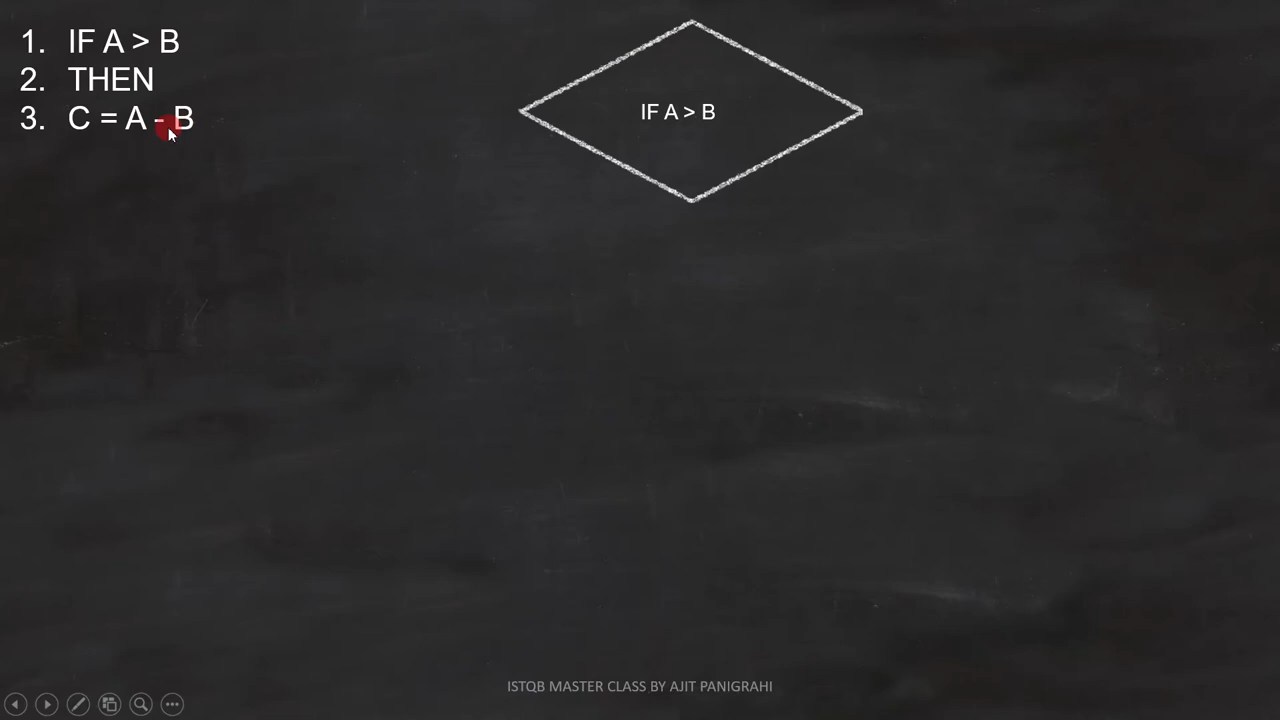 1. IF A > B
2. THEN
3. C = A - B
IF A > B
ISTQB MASTER CLASS BY AJIT PANIGRAHI